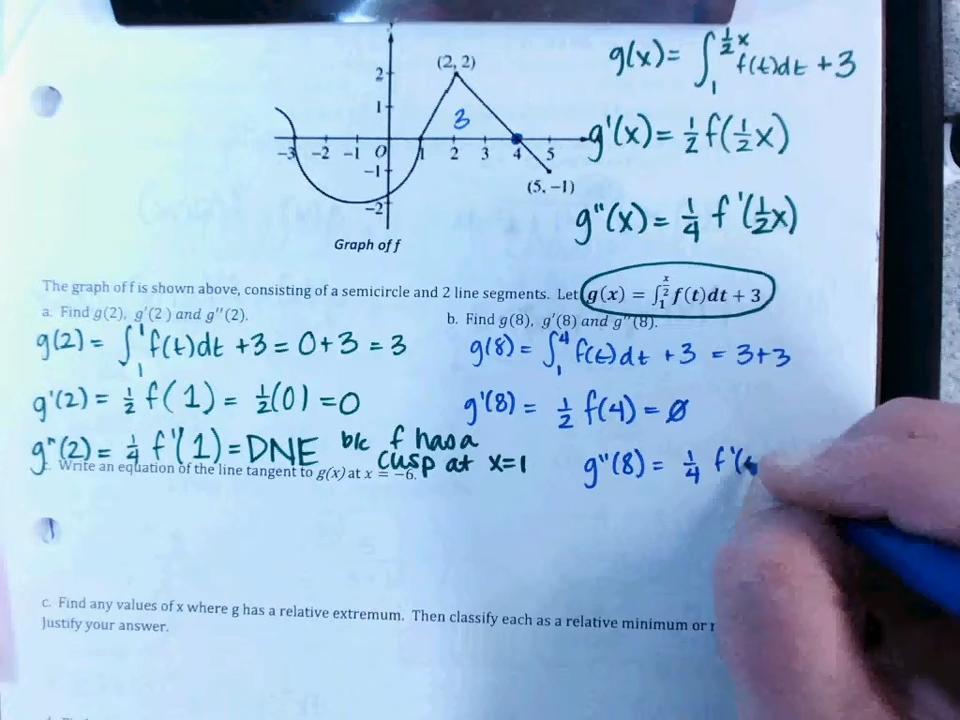 g(x) = ∫₁^{½x} f(t)dt + 3
(2, 2)
2
1
3
-3 -2 -1 O 1 2 3 4 5
g'(x) = ½ f(½x)
-1
(5, -1)
-2
g"(x) = ¼ f'(½x)
Graph of f
The graph of f is shown above, consisting of a semicircle and 2 line segments. Let g(x) = ∫₁^{x/2} f(t)dt + 3
a. Find g(2), g'(2) and g"(2).
b. Find g(8), g'(8) and g"(8).
g(2) = ∫₁¹ f(t)dt + 3 = 0+3 = 3
g(8) = ∫₁⁴ f(t)dt + 3 = 3+3
g'(2) = ½ f(1) = ½(0) = 0
g'(8) = ½ f(4) = 0
g"(2) = ¼ f'(1) = DNE b/c f has a
cusp at x=1
g"(8) = ¼ f'(
Write an equation of the line tangent to g(x) at x = -6.
c. Find any values of x where g has a relative extremum. Then classify each as a relative minimum or
Justify your answer.